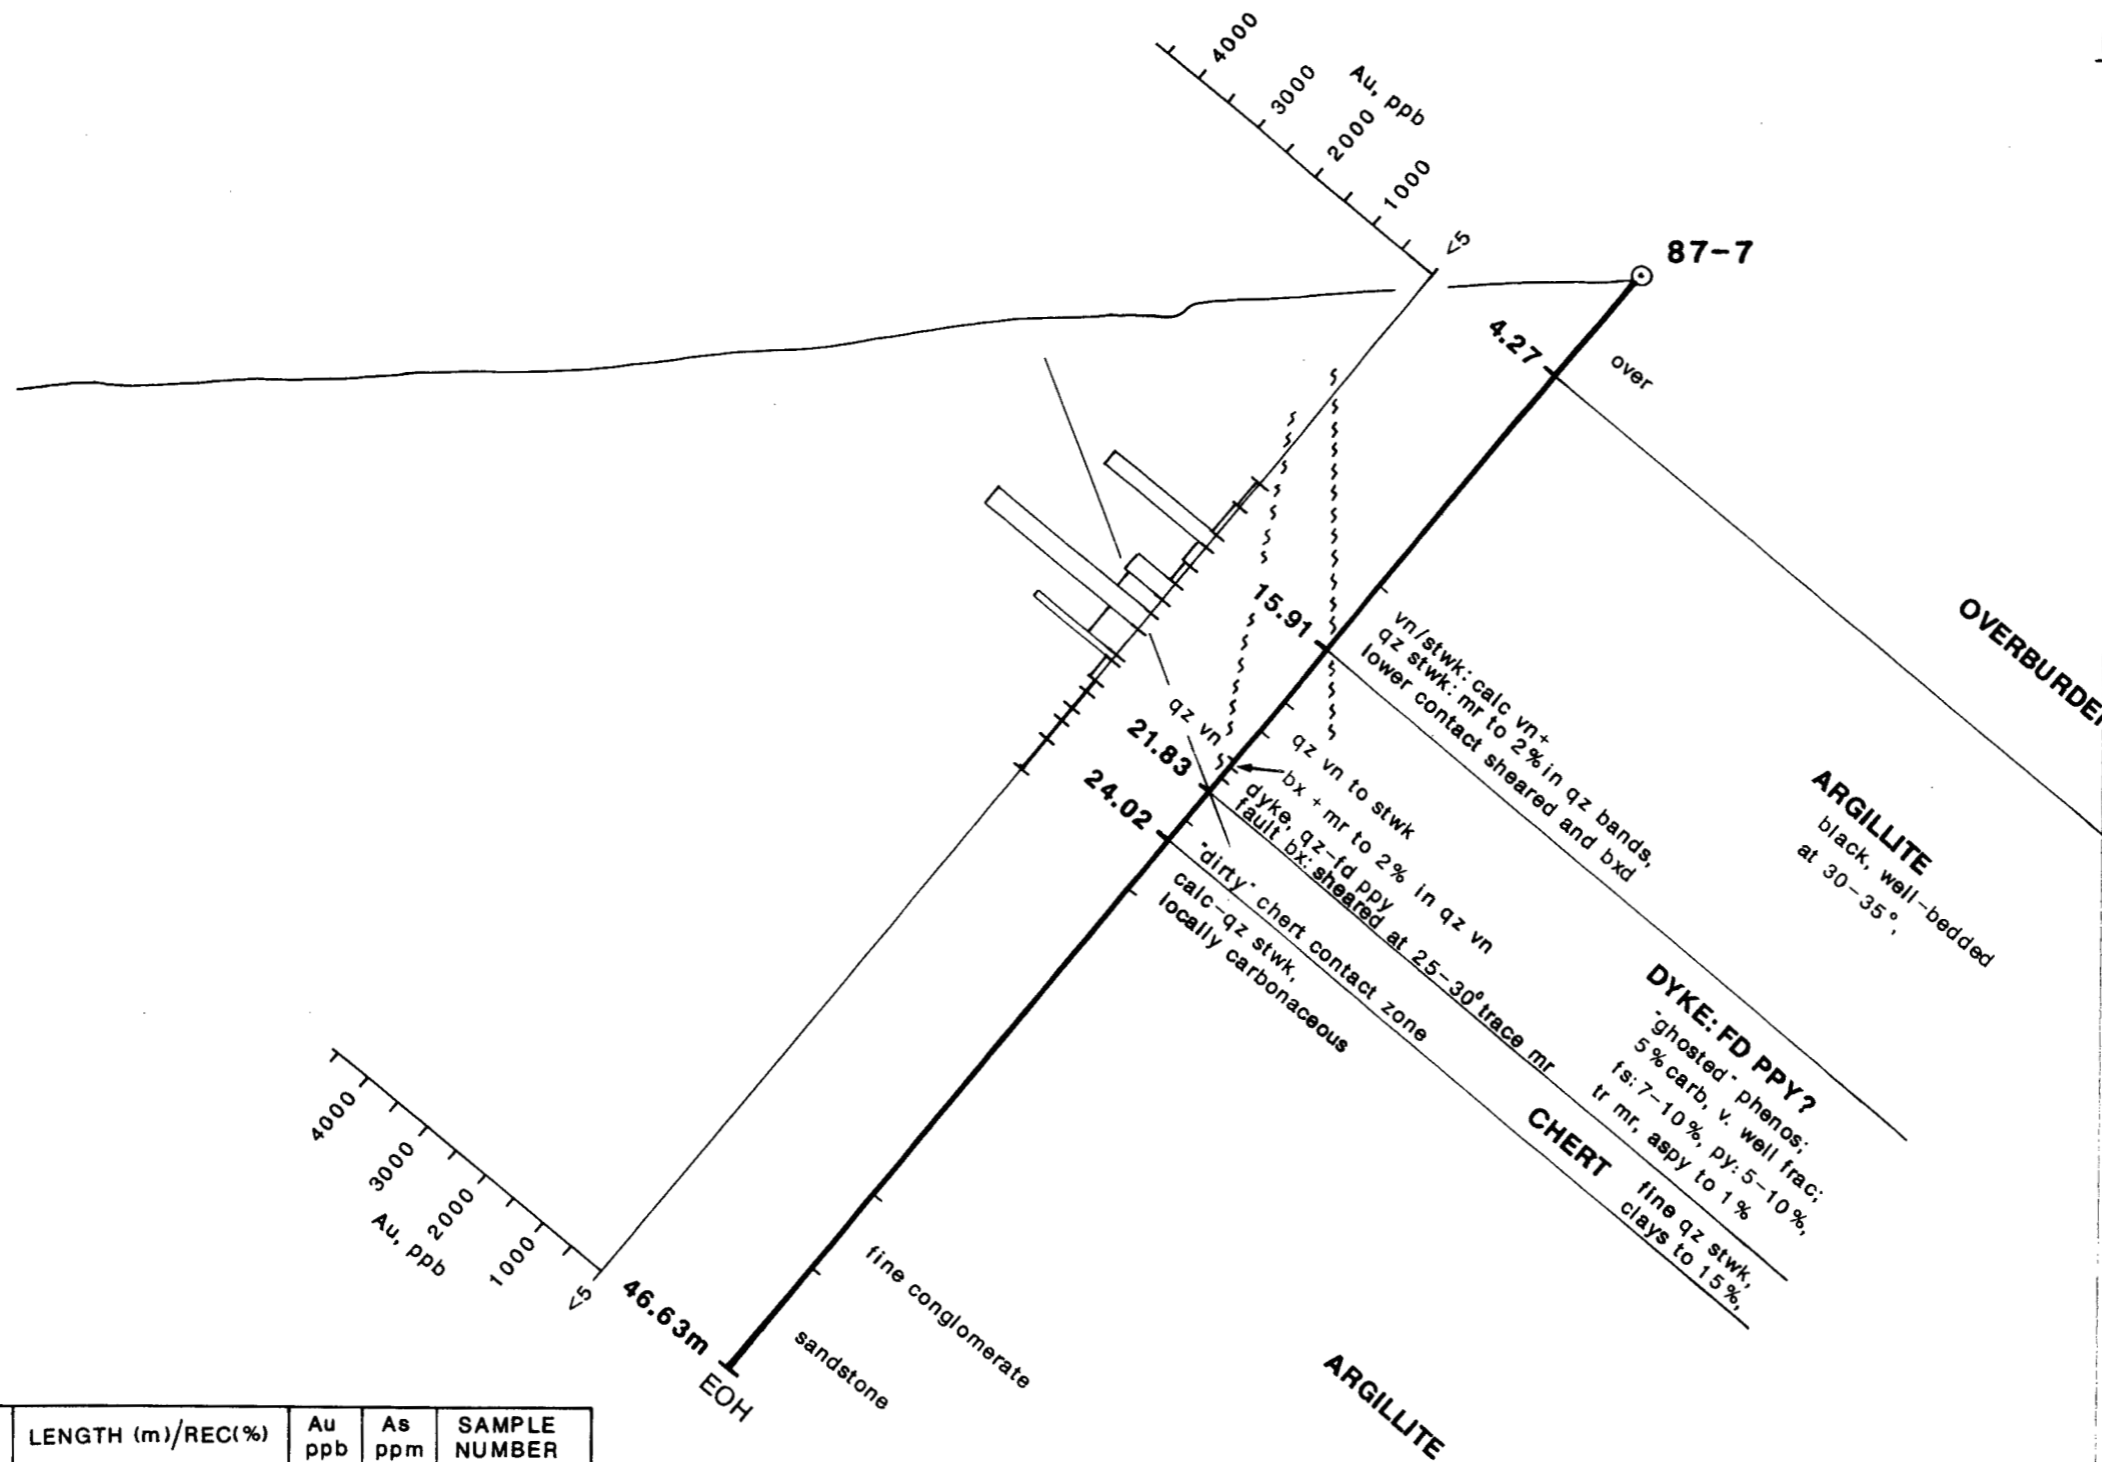 4000
3000
2000
1000
<5
Au, ppb
87-7
4.27
over
OVERBURDEN
15.91
vn/stwk: calc vn+
qz stwk: mr to 2% in qz bands,
lower contact sheared and bxd
ARGILLITE
black, well-bedded
at 30-35°,
qz vn
21.83
qz vn to stwk
bx + mr to 2% in qz vn
dyke, qz-fd ppy
fault bx: sheared at 25-30° trace mr
DYKE: FD PPY?
"ghosted" phenos;
5% carb, v. well frac;
fs: 7-10%, py: 5-10%,
tr mr, aspy to 1%
24.02
"dirty" chert contact zone
CHERT
fine qz stwk,
clays to 15%,
calc-qz stwk,
locally carbonaceous
4000
3000
2000
1000
<5
Au, ppb
fine conglomerate
sandstone
ARGILLITE
46.63m
EOH
LENGTH (m)/REC(%)
Au
ppb
As
ppm
SAMPLE
NUMBER